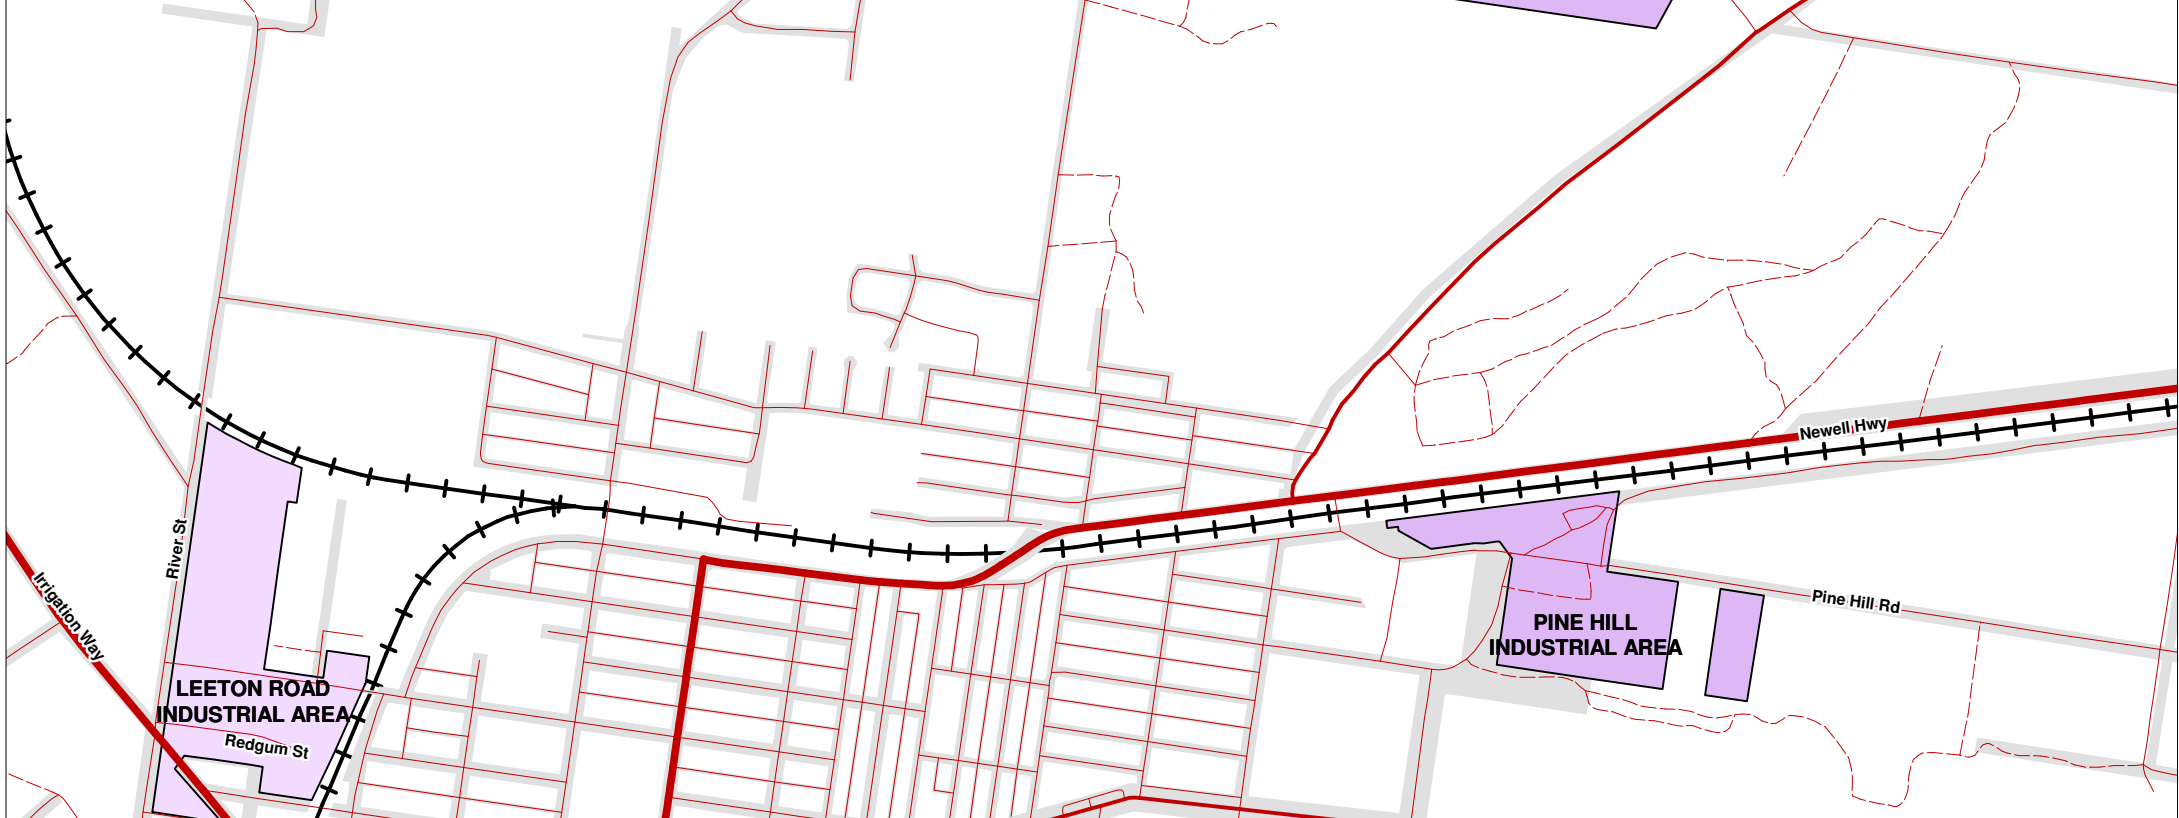 Newell Hwy
River St
Irrigation Way
Pine Hill Rd
PINE HILL
INDUSTRIAL AREA
LEETON ROAD
INDUSTRIAL AREA
Redgum St